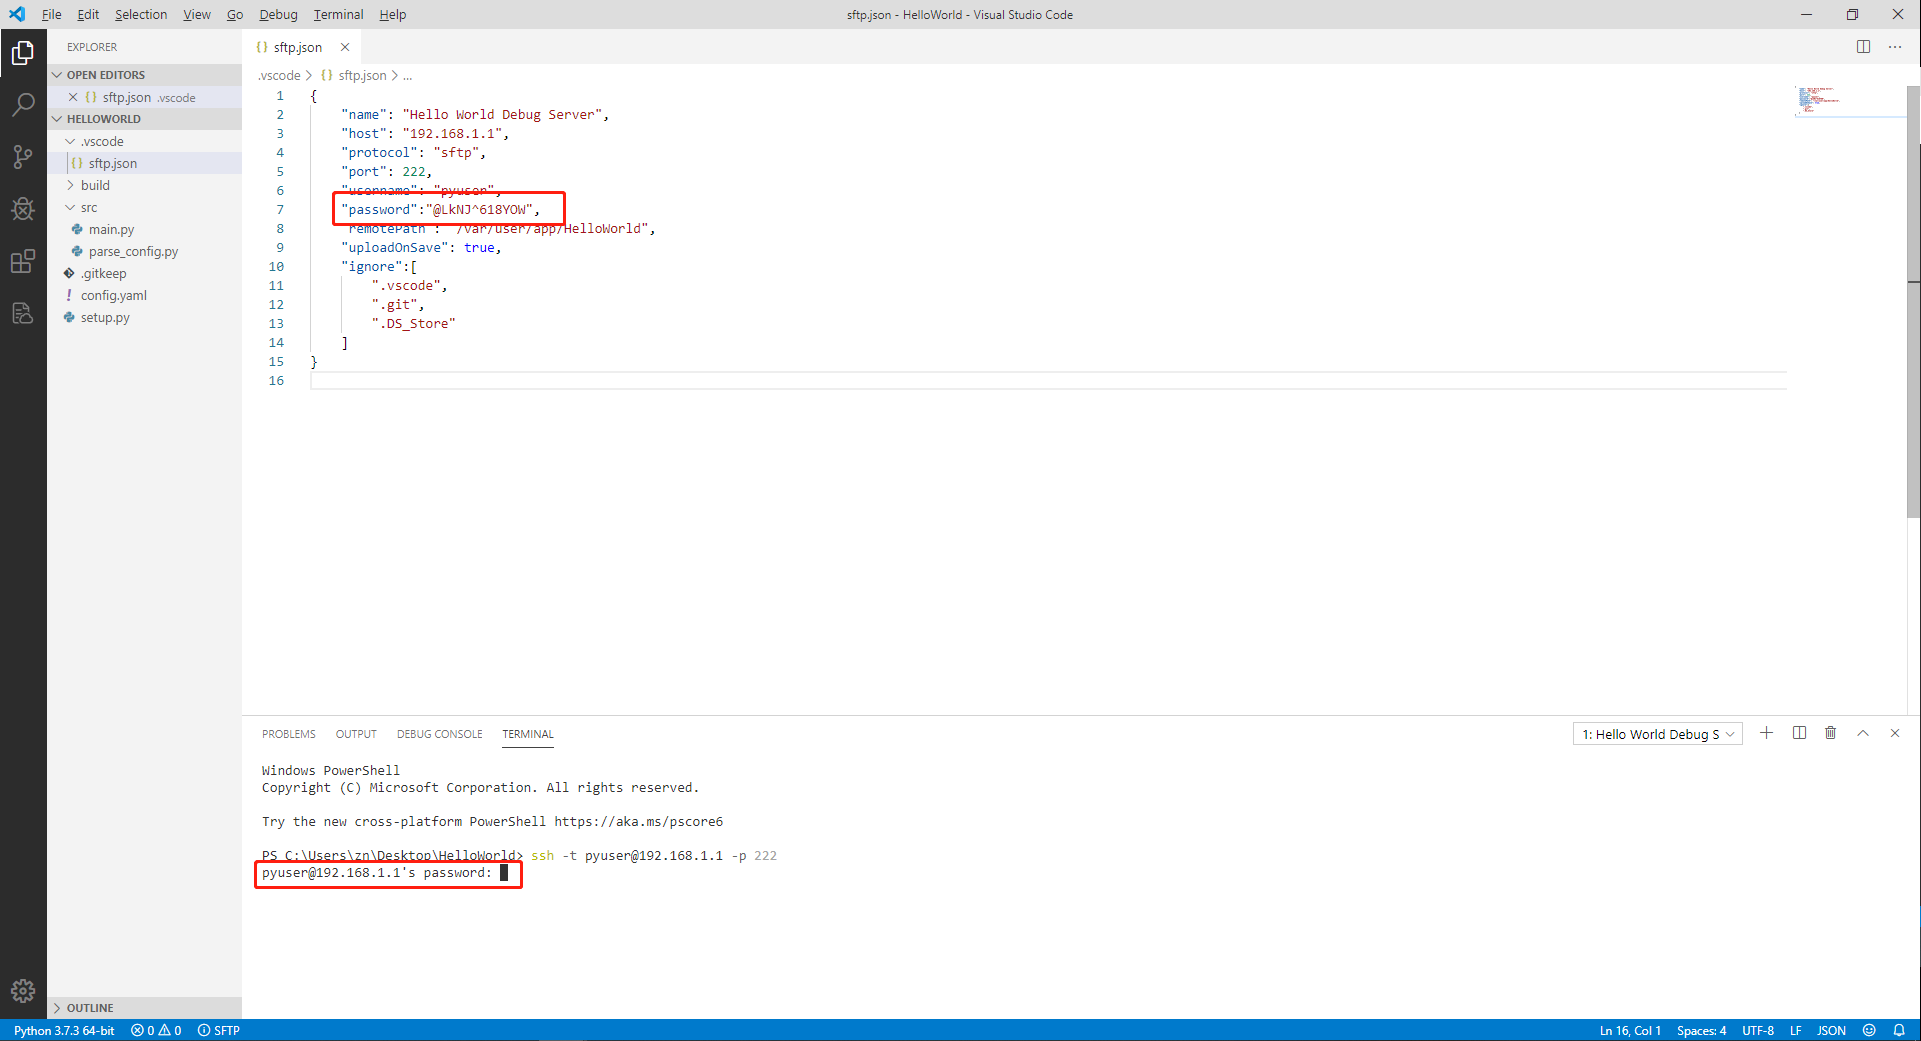 File Edit Selection View Go Debug Terminal Help
sftp.json - HelloWorld - Visual Studio Code
EXPLORER
OPEN EDITORS
{} sftp.json .vscode
HELLOWORLD
.vscode
{} sftp.json
build
src
main.py
parse_config.py
.gitkeep
! config.yaml
setup.py
OUTLINE
{} sftp.json
.vscode > {} sftp.json > ...
1 {
2 "name": "Hello World Debug Server",
3 "host": "192.168.1.1",
4 "protocol": "sftp",
5 "port": 222,
6 "username": "pyuser",
7 "password":"@LkNJ^618YOW",
8 "remotePath": "/var/user/app/HelloWorld",
9 "uploadOnSave": true,
10 "ignore":[
11 ".vscode",
12 ".git",
13 ".DS_Store"
14 ]
15 }
16
PROBLEMS OUTPUT DEBUG CONSOLE TERMINAL
1: Hello World Debug S
Windows PowerShell
Copyright (C) Microsoft Corporation. All rights reserved.
Try the new cross-platform PowerShell https://aka.ms/pscore6
PS C:\Users\zn\Desktop\HelloWorld> ssh -t pyuser@192.168.1.1 -p 222
pyuser@192.168.1.1's password:
Python 3.7.3 64-bit 0 0 SFTP
Ln 16, Col 1 Spaces: 4 UTF-8 LF JSON